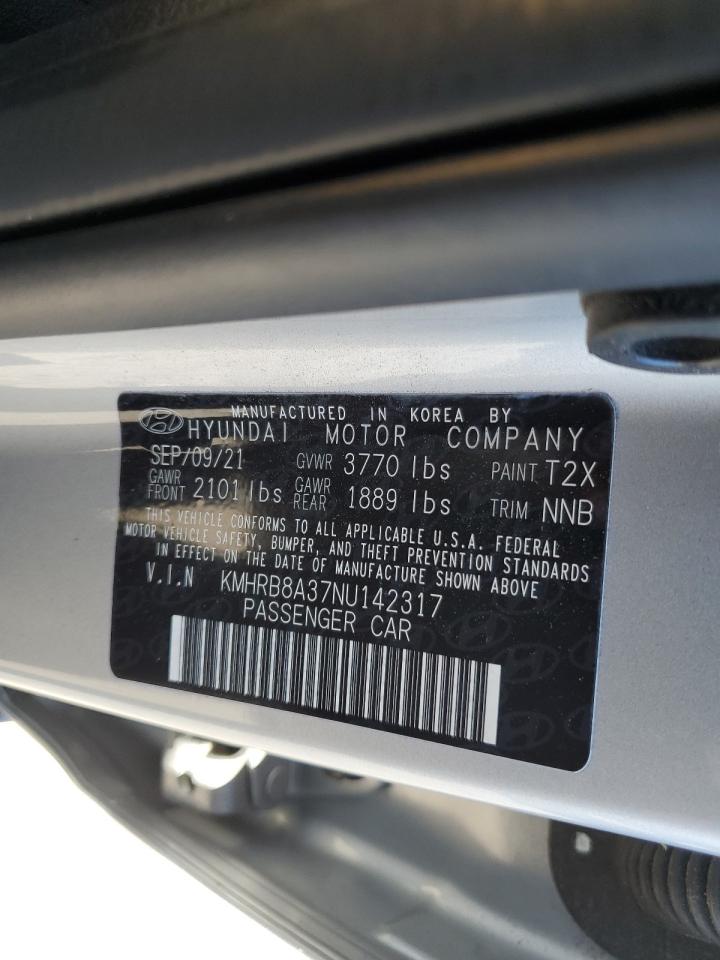 MANUFACTURED IN KOREA BY
HYUNDAI MOTOR COMPANY
SEP/09/21 GVWR 3770 lbs PAINT T2X
GAWR FRONT 2101 lbs GAWR REAR 1889 lbs TRIM NNB
THIS VEHICLE CONFORMS TO ALL APPLICABLE U.S.A. FEDERAL
MOTOR VEHICLE SAFETY, BUMPER, AND THEFT PREVENTION STANDARDS
IN EFFECT ON THE DATE OF MANUFACTURE SHOWN ABOVE
V.I.N KMHRB8A37NU142317
PASSENGER CAR